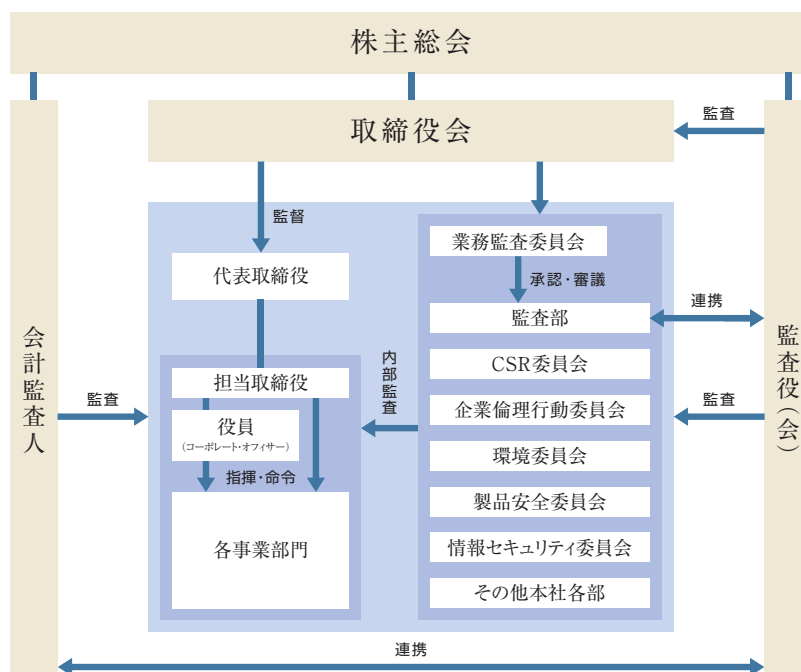 株主総会
取締役会
監査
監督
代表取締役
業務監査委員会
承認・審議
監査部
連携
会計監査人
監査役（会）
内部監査
担当取締役
CSR委員会
監査
役員
（コーポレート・オフィサー）
企業倫理行動委員会
監査
環境委員会
指揮・命令
製品安全委員会
各事業部門
情報セキュリティ委員会
その他本社各部
連携